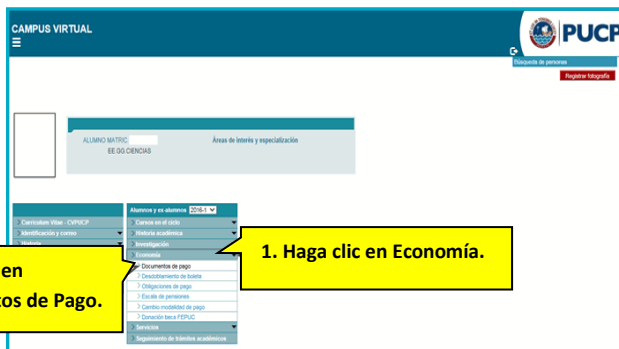 CAMPUS VIRTUAL
PUCP
Búsqueda de personas
Registrar fotografía
ALUMNO MATRIC
EE.GG.CIENCIAS
Áreas de interés y especialización
Alumnos y ex-alumnos 2016-1
Curriculum Vitae - CVPUCP
Identificación y correo
Historia
Cursos en el ciclo
Historia académica
Investigación
Economía
Documentos de pago
Desdoblamiento de boleta
Obligaciones de pago
Escala de pensiones
Cambio modalidad de pago
Donación beca FEPUC
Servicios
Seguimiento de trámites académicos
1. Haga clic en Economía.
en
tos de Pago.